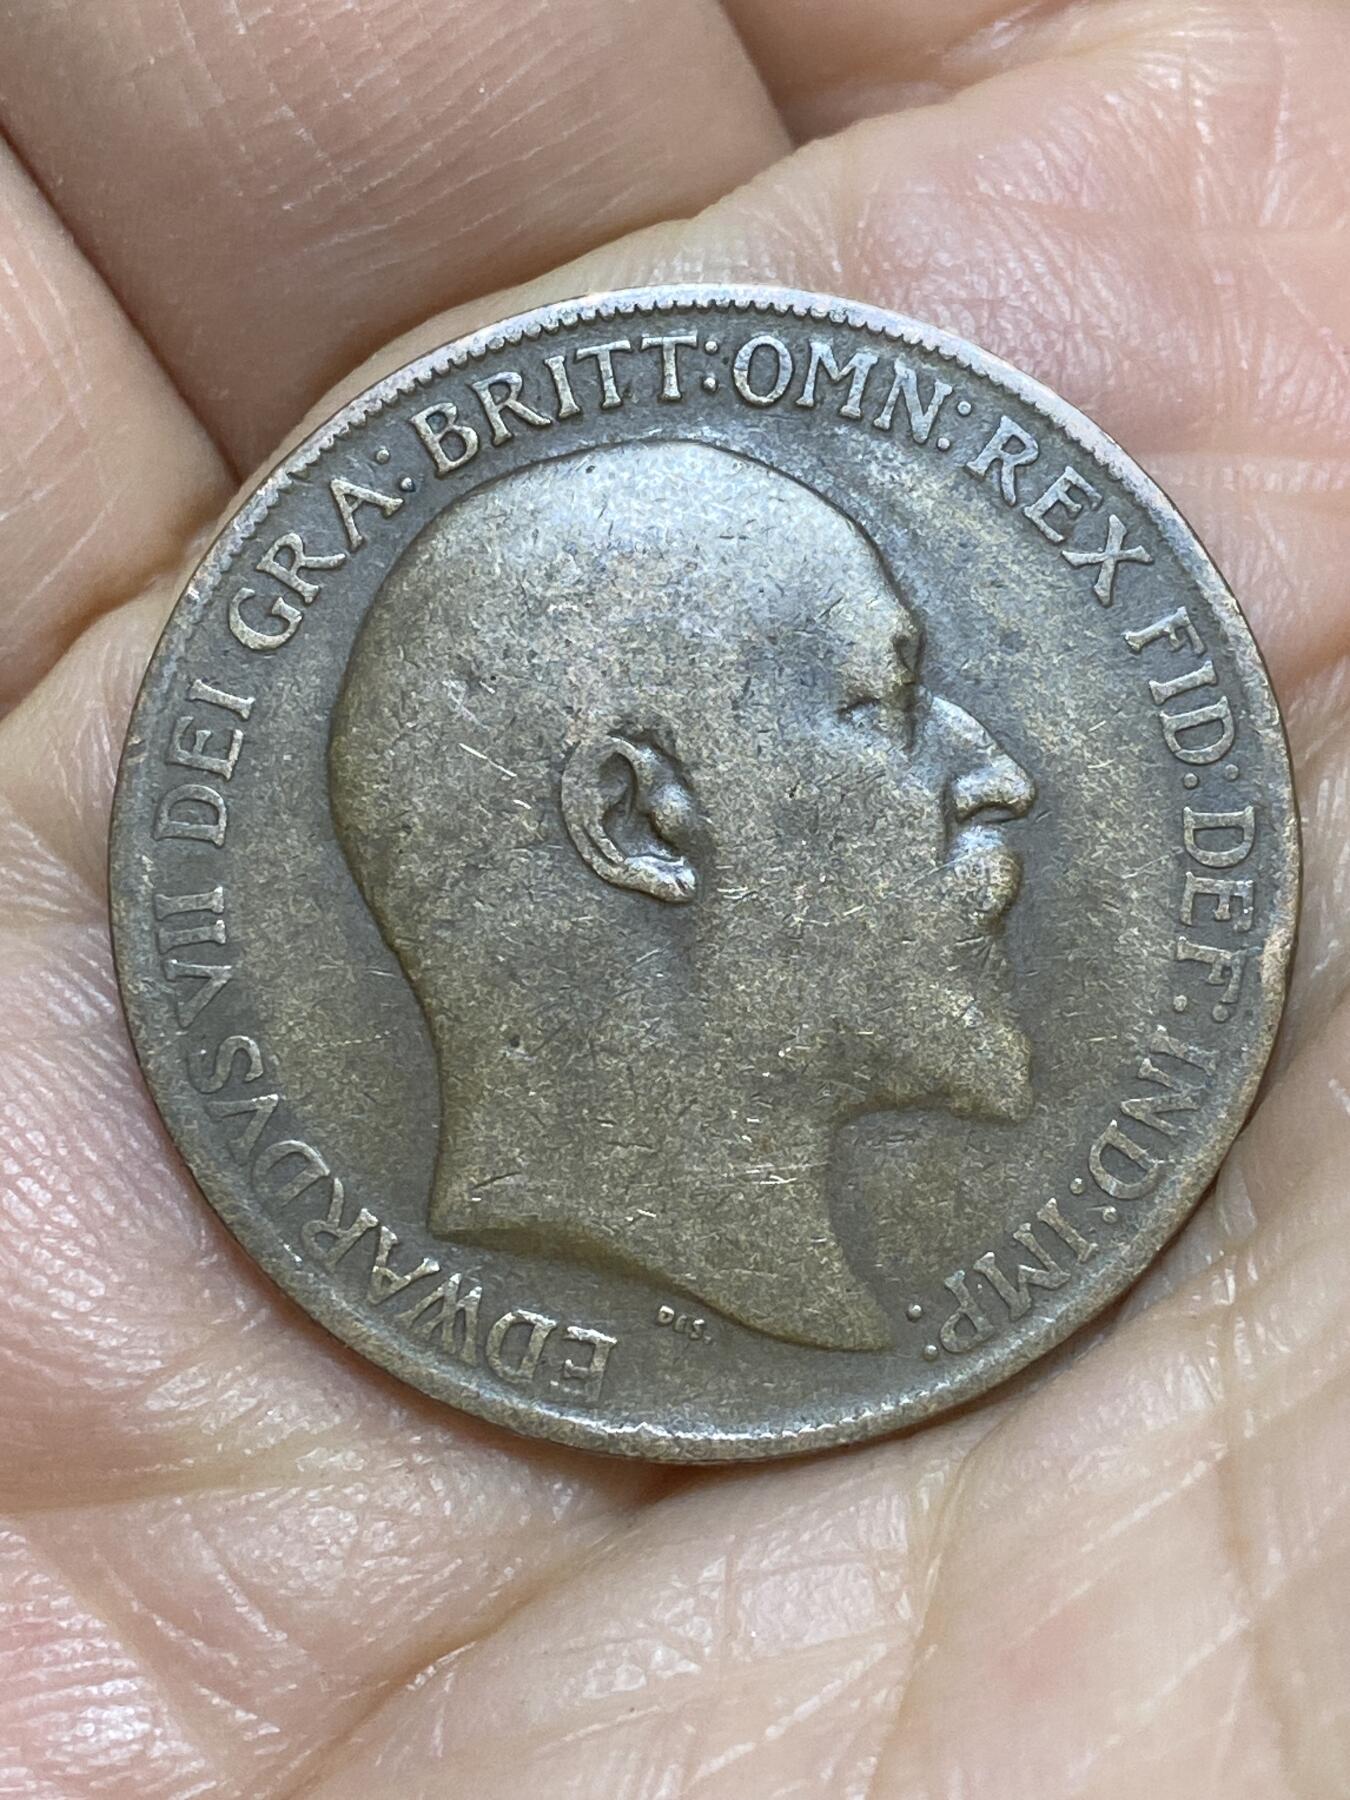 EDWARDVS VII DEI GRA: BRITT: OMN: REX FID: DEF: IND: IMP:
DES.